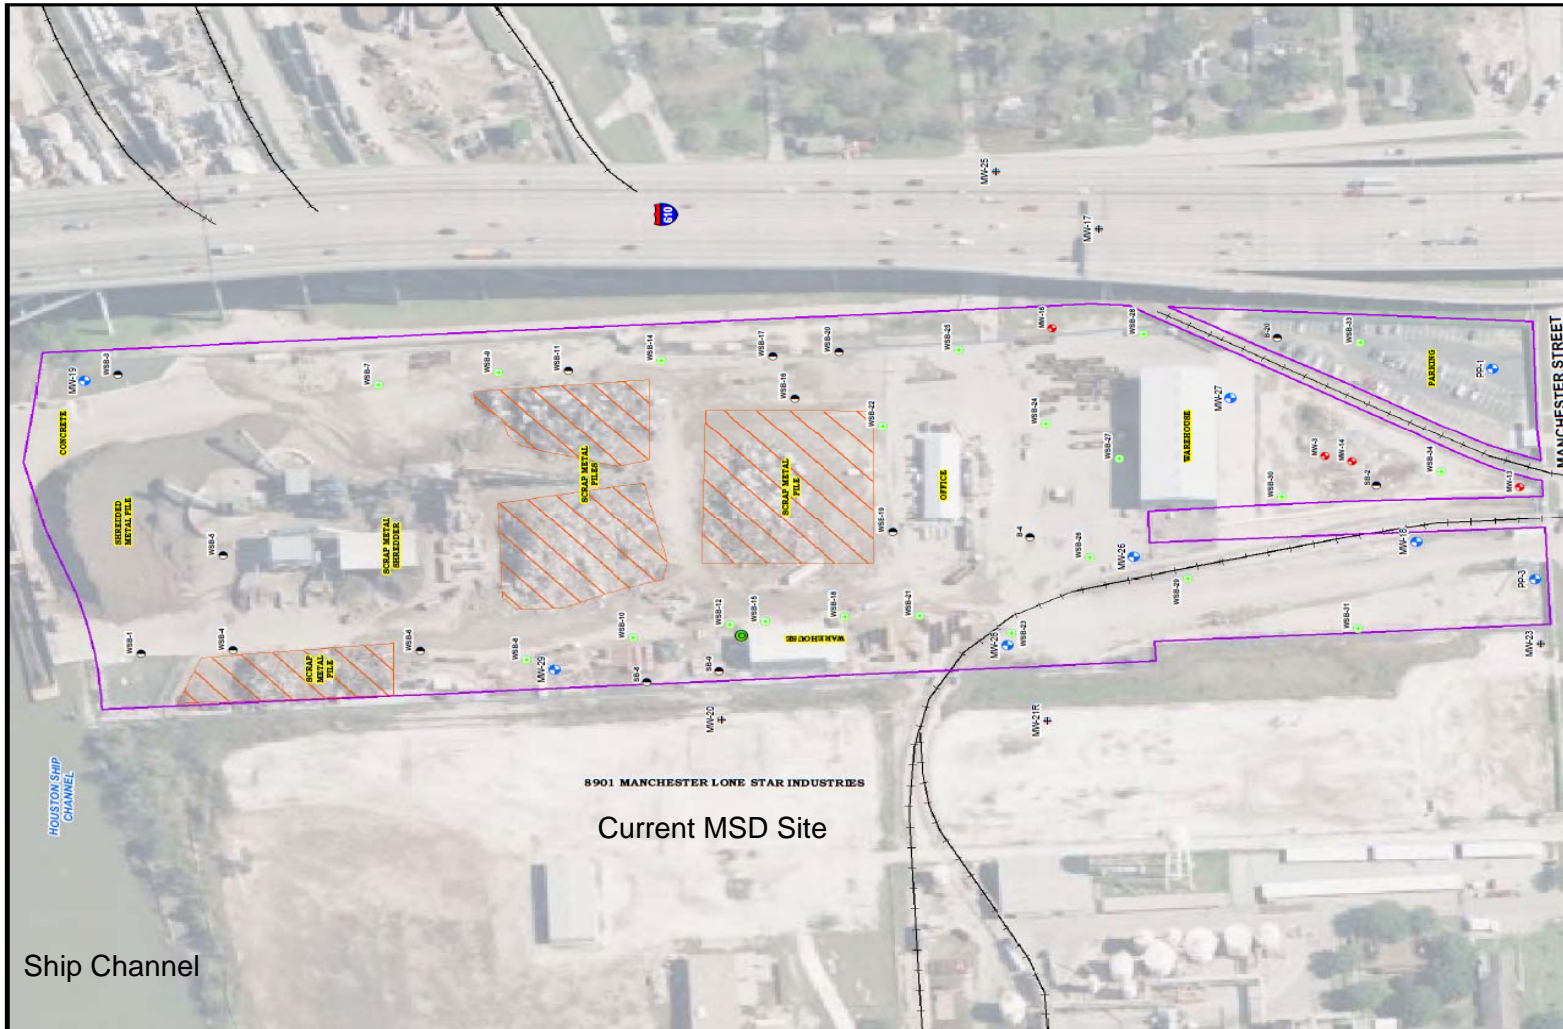 MW-25
610
MW-17
MW-19
WSB-3
WSB-7
WSB-9
WSB-11
WSB-14
WSB-17
WSB-20
WSB-25
MW-16
WSB-28
B-20
WSB-33
PARKING
PP-1
MANCHESTER STREET
CONCRETE
WSB-16
WSB-22
WSB-24
WSB-27
WAREHOUSE
MW-27
MW-3
MW-14
SB-2
WSB-34
MW-13
WSB-30
SHREDDED
METAL PILE
WSB-5
SCRAP METAL
SHREDDER
SCRAP METAL
PILES
SCRAP METAL
PILE
WSB-19
OFFICE
B-4
WSB-26
MW-26
WSB-29
MW-18
PP-3
WSB-1
WSB-4
WSB-6
SCRAP
METAL
PILE
WSB-8
MW-29
WSB-10
SB-8
SB-9
WSB-12
WSB-15
WSB-18
WAREHOUSE
WSB-21
WSB-23
WSB-31
MW-23
MW-20
MW-21R
HOUSTON SHIP
CHANNEL
8901 MANCHESTER LONE STAR INDUSTRIES
Current MSD Site
Ship Channel